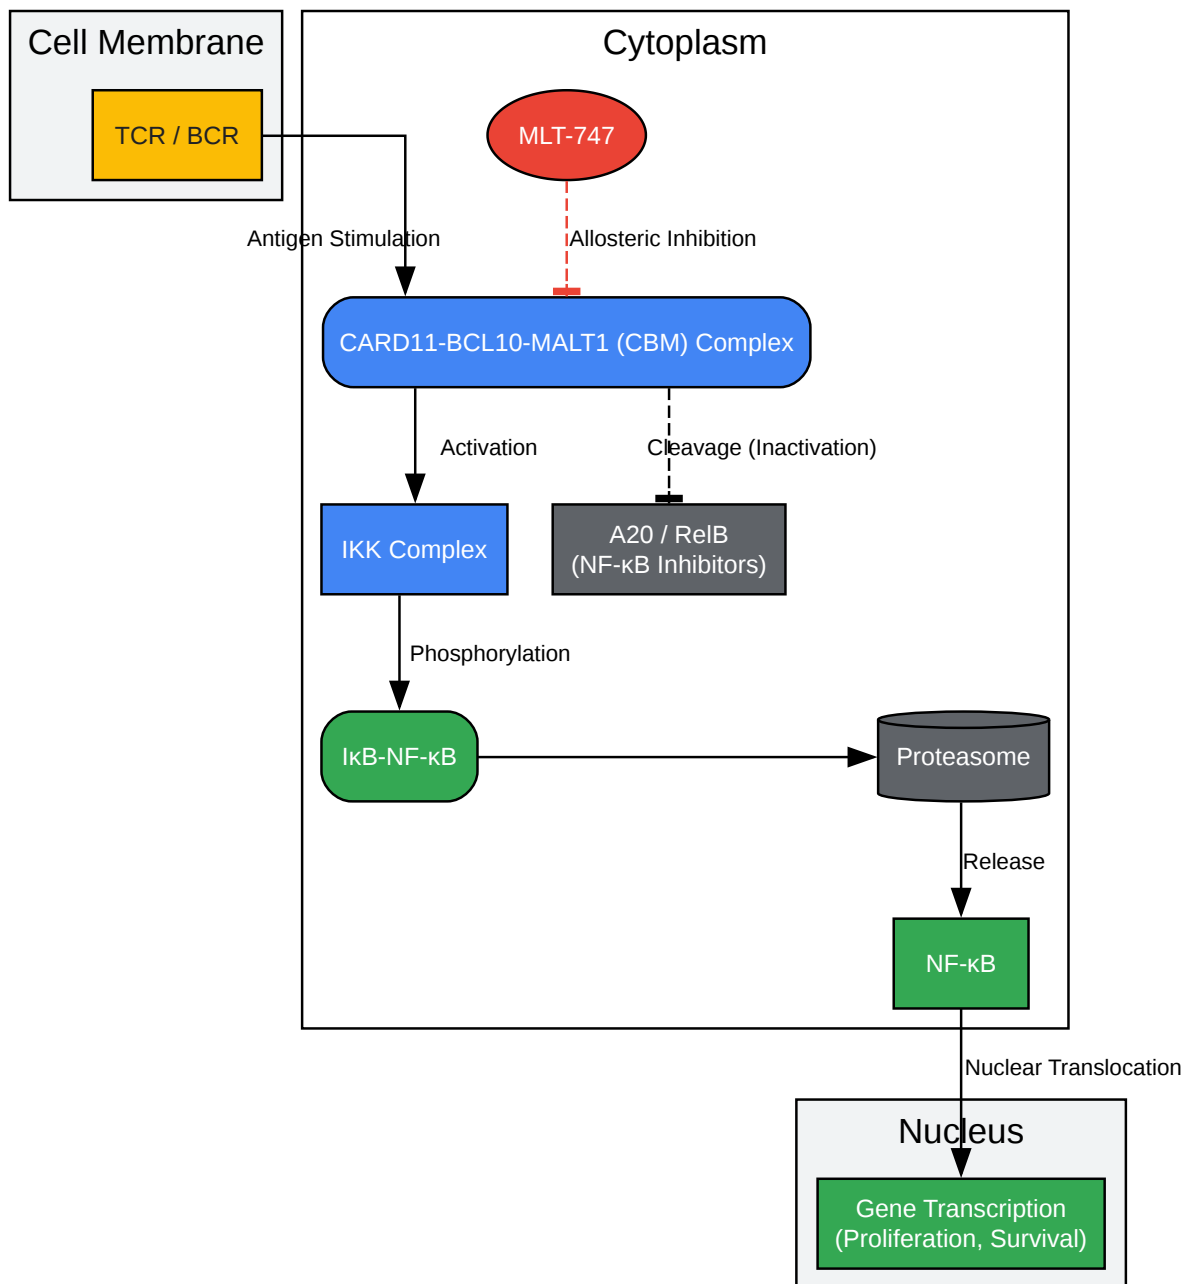 Cell Membrane
Cytoplasm
TCR / BCR
MLT-747
Antigen Stimulation
Allosteric Inhibition
CARD11-BCL10-MALT1 (CBM) Complex
Activation
Cleavage (Inactivation)
IKK Complex
A20 / RelB
(NF-κB Inhibitors)
Phosphorylation
IκB-NF-κB
Proteasome
Release
NF-κB
Nuclear Translocation
Nucleus
Gene Transcription
(Proliferation, Survival)